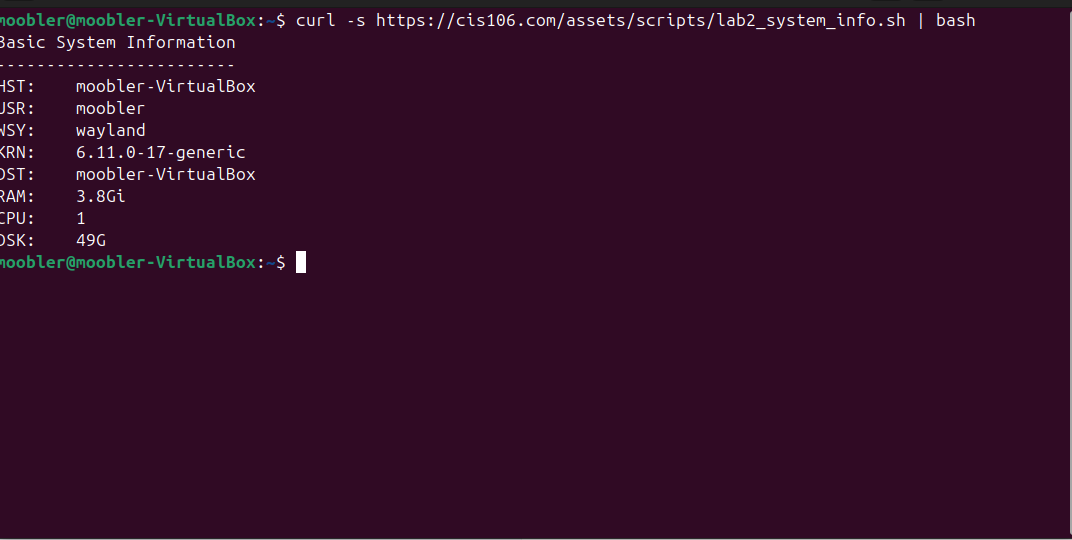 moobler@moobler-VirtualBox:~$ curl -s https://cis106.com/assets/scripts/lab2_system_info.sh | bash
Basic System Information
------------------------
HST:    moobler-VirtualBox
USR:    moobler
WSY:    wayland
KRN:    6.11.0-17-generic
DST:    moobler-VirtualBox
RAM:    3.8Gi
CPU:    1
DSK:    49G
moobler@moobler-VirtualBox:~$